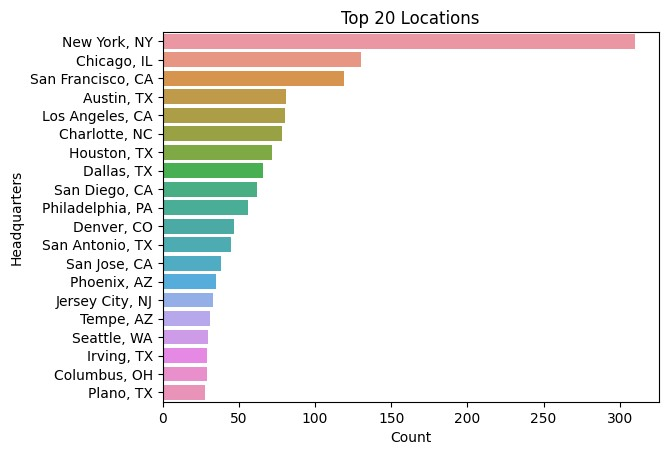 Top 20 Locations
Headquarters
New York, NY
Chicago, IL
San Francisco, CA
Austin, TX
Los Angeles, CA
Charlotte, NC
Houston, TX
Dallas, TX
San Diego, CA
Philadelphia, PA
Denver, CO
San Antonio, TX
San Jose, CA
Phoenix, AZ
Jersey City, NJ
Tempe, AZ
Seattle, WA
Irving, TX
Columbus, OH
Plano, TX
0 50 100 150 200 250 300
Count